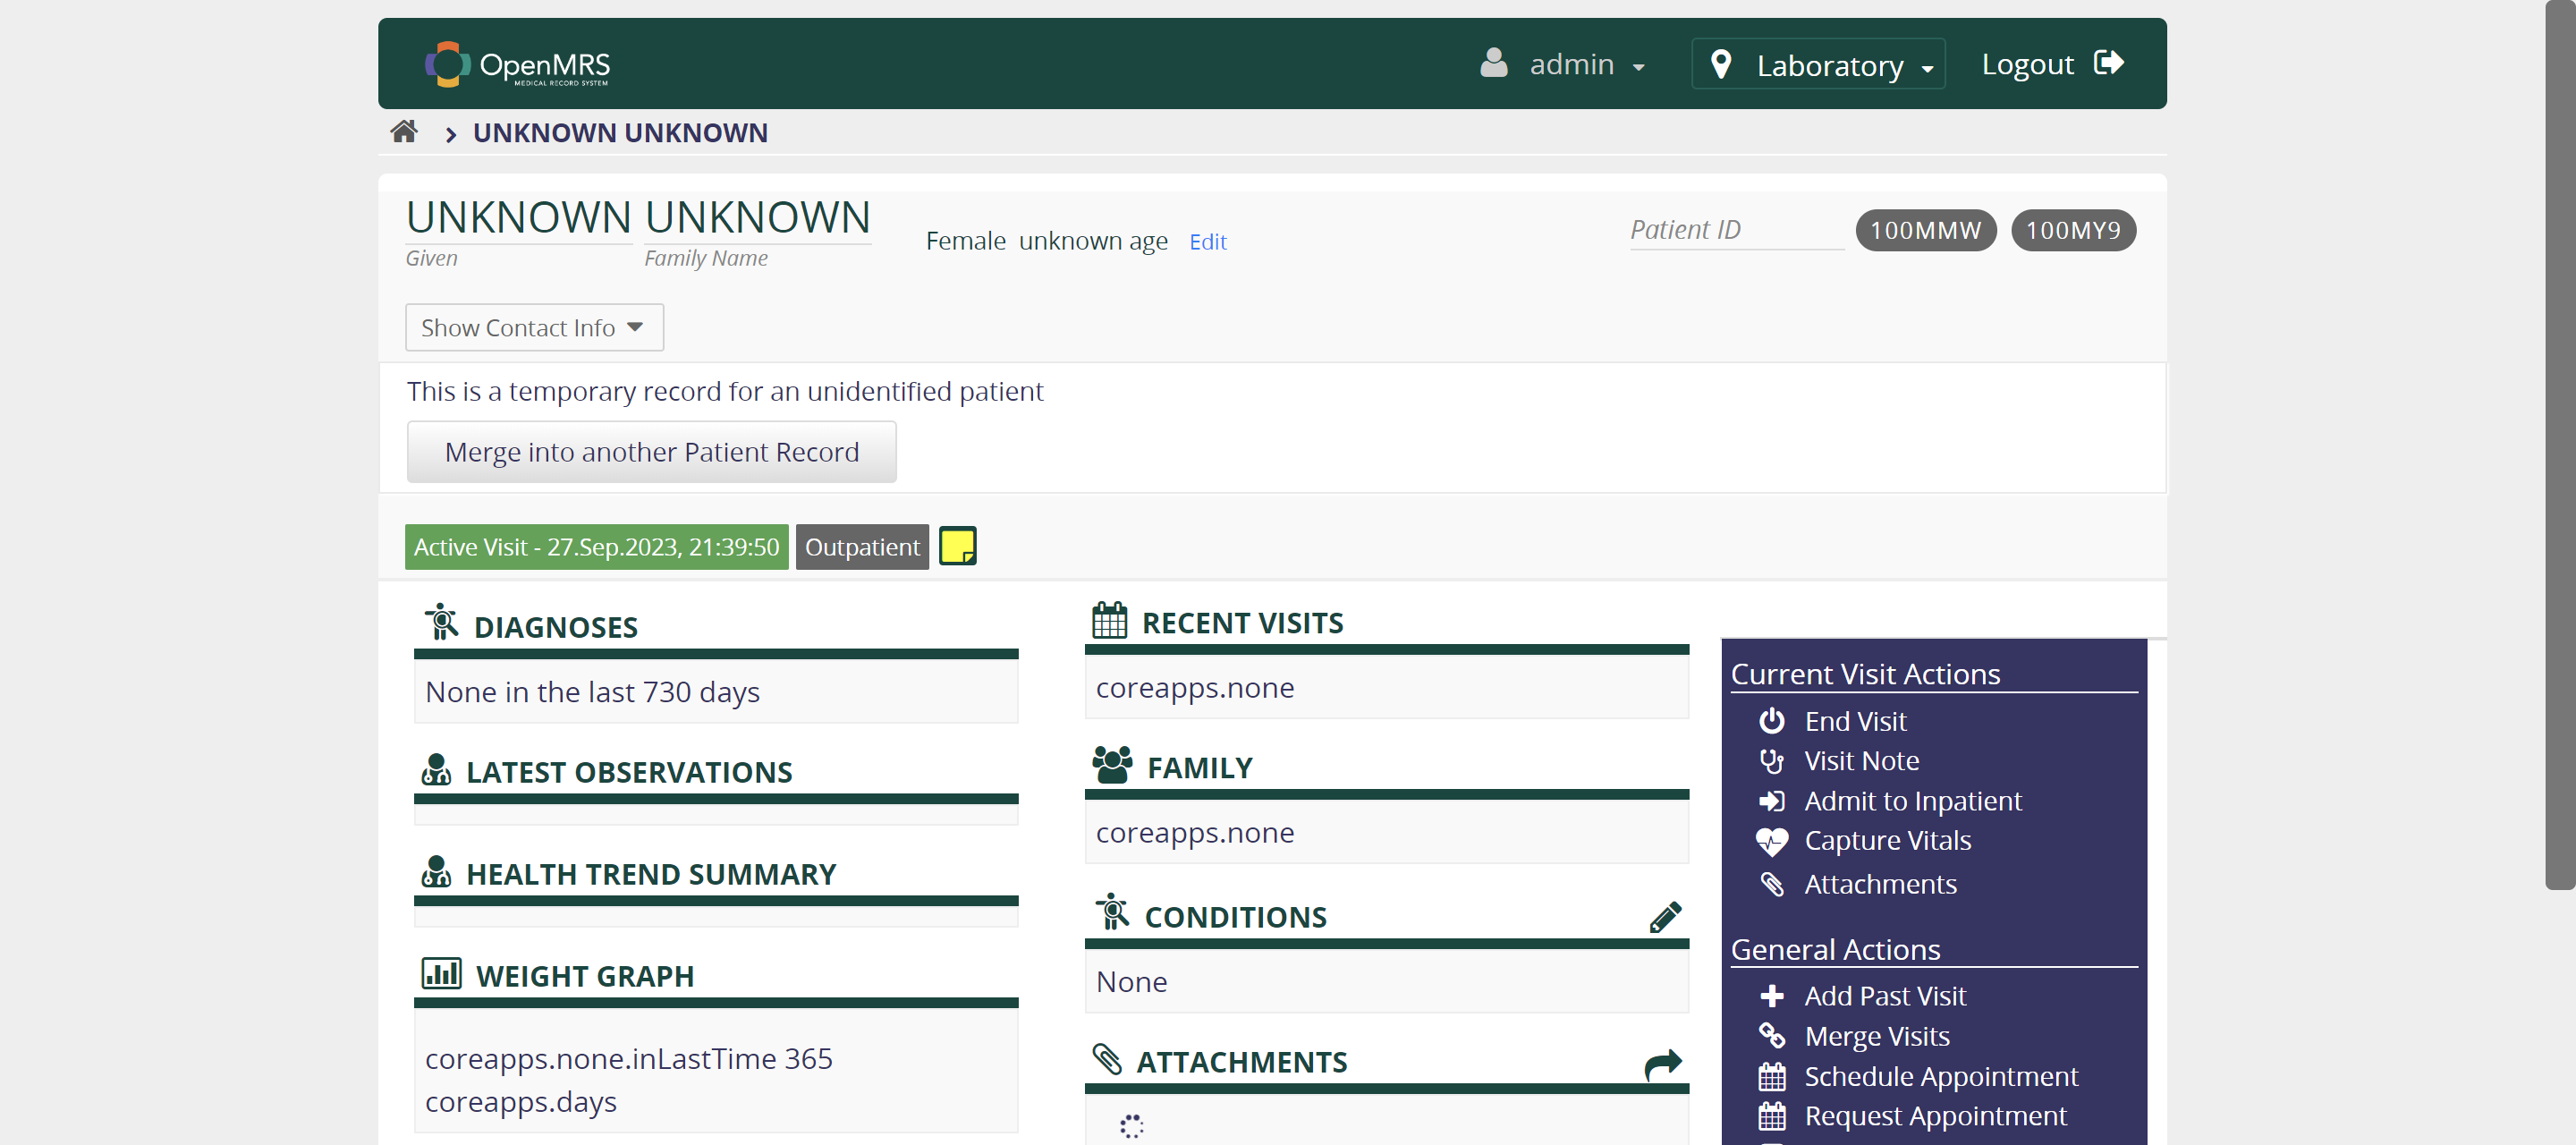 OpenMRS
MEDICAL RECORD SYSTEM
admin
Laboratory
Logout
UNKNOWN UNKNOWN
UNKNOWN UNKNOWN
Given
Family Name
Female unknown age Edit
Patient ID
100MMW
100MY9
Show Contact Info
This is a temporary record for an unidentified patient
Merge into another Patient Record
Active Visit - 27.Sep.2023, 21:39:50
Outpatient
DIAGNOSES
None in the last 730 days
LATEST OBSERVATIONS
HEALTH TREND SUMMARY
WEIGHT GRAPH
coreapps.none.inLastTime 365
coreapps.days
RECENT VISITS
coreapps.none
FAMILY
coreapps.none
CONDITIONS
None
ATTACHMENTS
Current Visit Actions
End Visit
Visit Note
Admit to Inpatient
Capture Vitals
Attachments
General Actions
Add Past Visit
Merge Visits
Schedule Appointment
Request Appointment